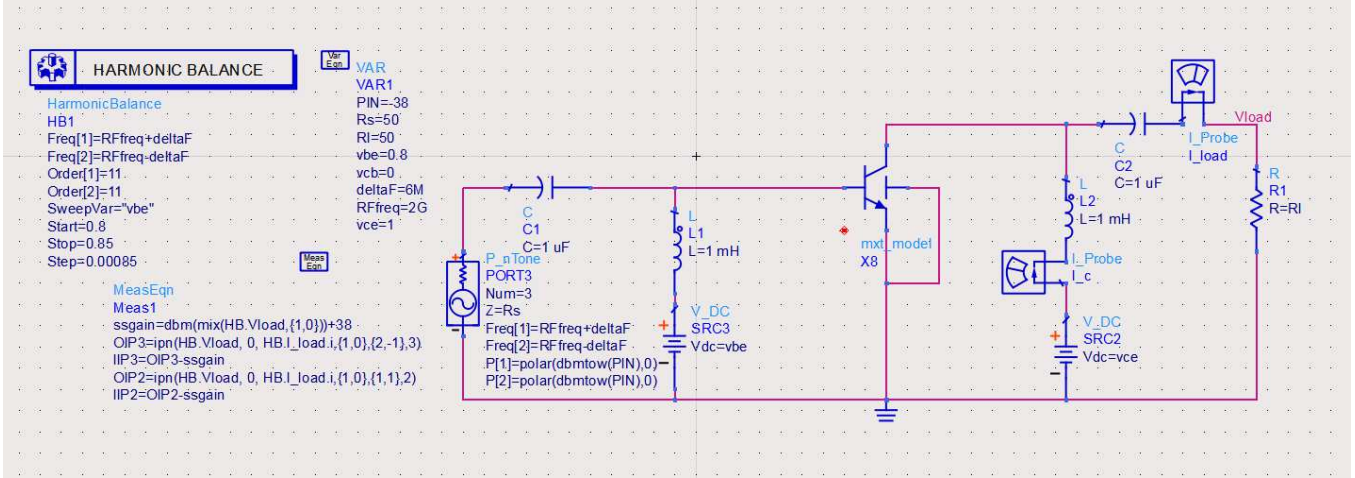 HARMONIC BALANCE
HarmonicBalance
HB1
Freq[1]=RFfreq+deltaF
Freq[2]=RFfreq-deltaF
Order[1]=11
Order[2]=11
SweepVar="vbe"
Start=0.8
Stop=0.85
Step=0.00085
Var
Eqn
VAR
VAR1
PIN=-38
Rs=50
Rl=50
vbe=0.8
vcb=0
deltaF=6M
RFfreq=2G
vce=1
Meas
Eqn
MeasEqn
Meas1
ssgain=dbm(mix(HB.Vload,{1,0}))+38
OIP3=ipn(HB.Vload, 0, HB.I_load.i,{1,0},{2,-1},3)
IIP3=OIP3-ssgain
OIP2=ipn(HB.Vload, 0, HB.I_load.i,{1,0},{1,1},2)
IIP2=OIP2-ssgain
P_nTone
PORT3
Num=3
Z=Rs
Freq[1]=RFfreq+deltaF
Freq[2]=RFfreq-deltaF
P[1]=polar(dbmtow(PIN),0)
P[2]=polar(dbmtow(PIN),0)
C
C1
C=1 uF
L
L1
L=1 mH
V_DC
SRC3
Vdc=vbe
mxt_model
X8
L
L2
L=1 mH
I_Probe
I_c
V_DC
SRC2
Vdc=vce
C
C2
C=1 uF
I_Probe
I_load
Vload
R
R1
R=Rl